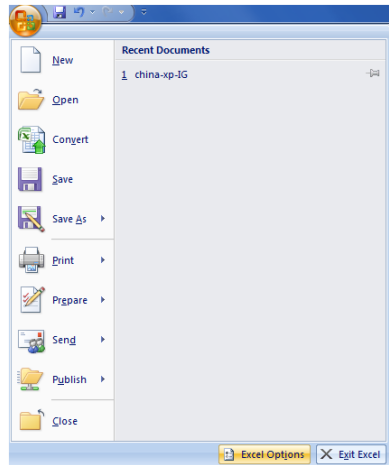 Recent Documents
New
1 china-xp-IG
Open
Convert
Save
Save As
Print
Prepare
Send
Publish
Close
Excel Options
Exit Excel